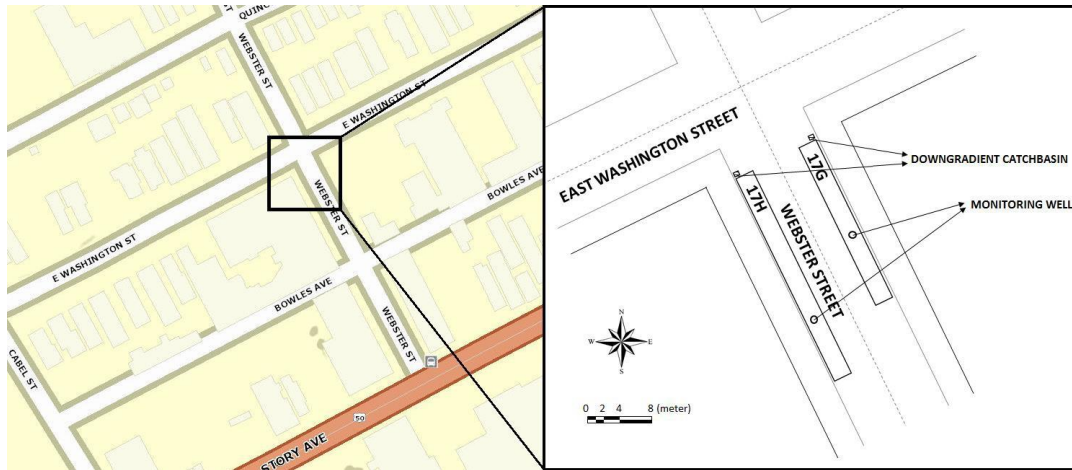 QUINC
ST
WEBSTER ST
E WASHINGTON ST
WEBSTER ST
BOWLES AVE
E WASHINGTON ST
BOWLES AVE
WEBSTER ST
CABEL ST
50
STORY AVE
EAST WASHINGTON STREET
17G
17H
WEBSTER STREET
DOWNGRADIENT CATCHBASIN
MONITORING WELL
N
W
E
S
0 2 4 8 (meter)